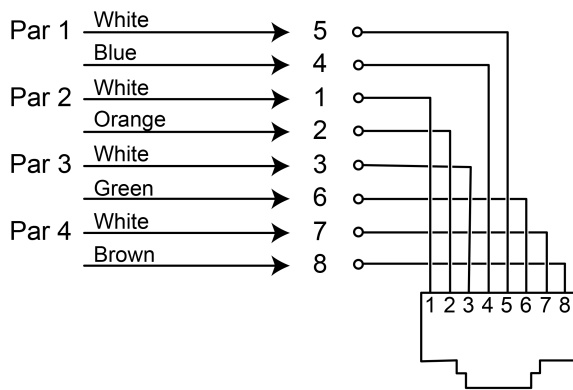 Par 1 White 5
Blue 4
Par 2 White 1
Orange 2
Par 3 White 3
Green 6
Par 4 White 7
Brown 8
1 2 3 4 5 6 7 8